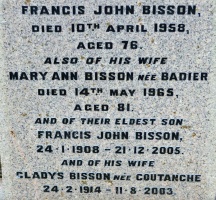 FRANCIS JOHN BISSON,
DIED 10TH APRIL 1958,
AGED 76.
ALSO OF HIS WIFE
MARY ANN BISSON NÉE BADIER
DIED 14TH MAY 1965,
AGED 81.
AND OF THEIR ELDEST SON
FRANCIS JOHN BISSON,
24·1·1908 - 21·12·2005
AND OF HIS WIFE
GLADYS BISSON NÉE COUTANCHE
24·2·1914 - 11·8·2003